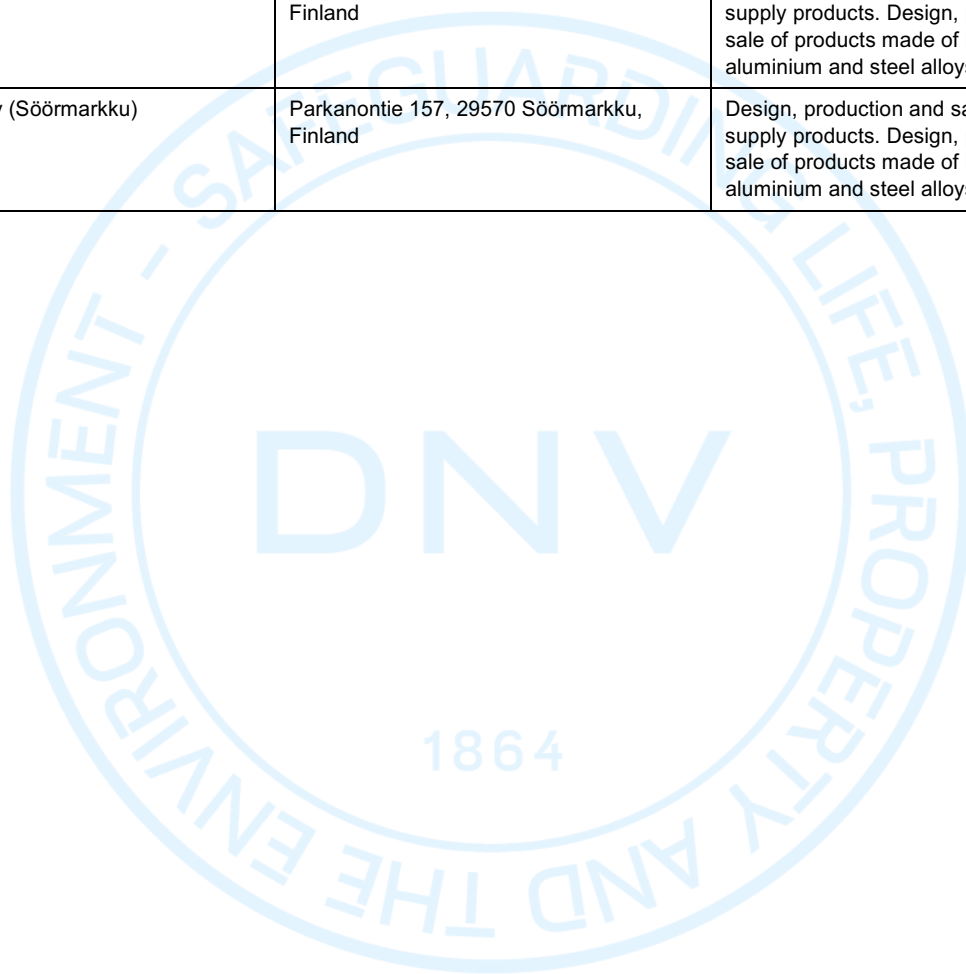 Finland
supply products. Design,
sale of products made of
aluminium and steel alloys
(Söörmarkku)
Parkanontie 157, 29570 Söörmarkku,
Finland
Design, production and sa
supply products. Design,
sale of products made of
aluminium and steel alloys
SAFEGUARDING LIFE, PROPERTY AND THE ENVIRONMENT -
DNV
1864